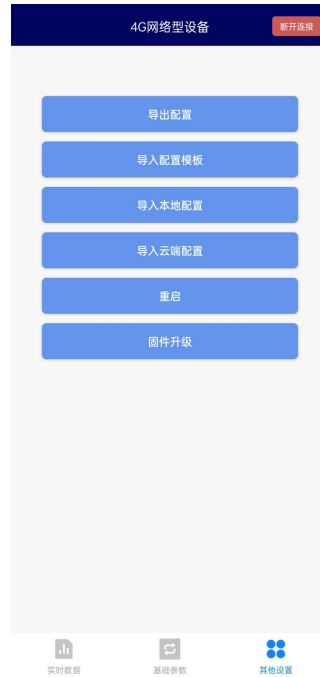 4G网络型设备
断开连接
导出配置
导入配置模板
导入本地配置
导入云端配置
重启
固件升级
实时数据
基础参数
其他设置